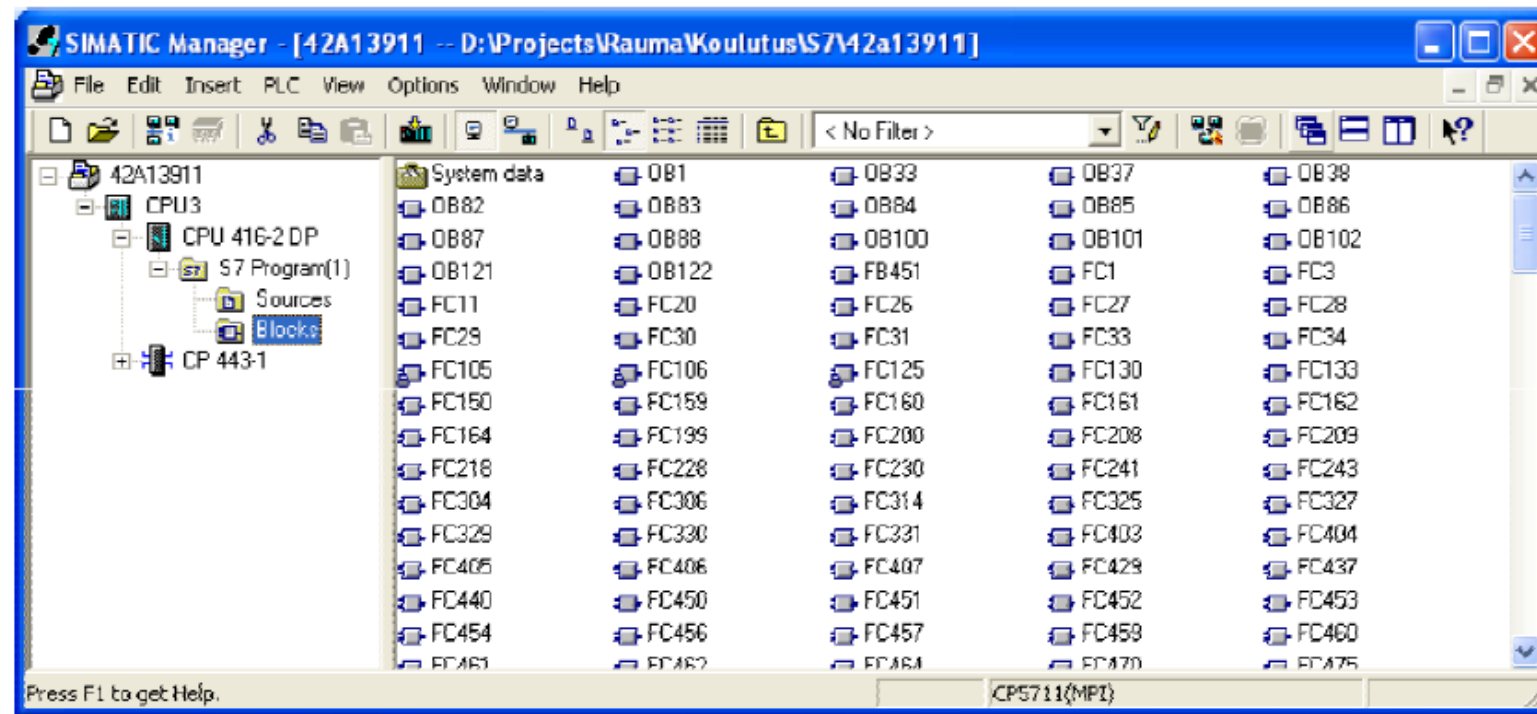 SIMATIC Manager - [42A13911 -- D:\Projects\Rauma\Koulutus\S7\42a13911]
File Edit Insert PLC View Options Window Help
< No Filter >
42A13911
CPU3
CPU 416-2 DP
S7 Program(1)
Sources
Blocks
CP 443-1
System data OB1 OB33 OB37 OB38
OB82 OB83 OB84 OB85 OB86
OB87 OB88 OB100 OB101 OB102
OB121 OB122 FB451 FC1 FC3
FC11 FC20 FC26 FC27 FC28
FC29 FC30 FC31 FC33 FC34
FC105 FC106 FC125 FC130 FC133
FC150 FC159 FC160 FC161 FC162
FC164 FC199 FC200 FC208 FC209
FC218 FC228 FC230 FC241 FC243
FC304 FC306 FC314 FC325 FC327
FC329 FC330 FC331 FC403 FC404
FC405 FC406 FC407 FC429 FC437
FC440 FC450 FC451 FC452 FC453
FC454 FC456 FC457 FC459 FC460
FC461 FC462 FC464 FC470 FC475
Press F1 to get Help.
CP5711(MPI)